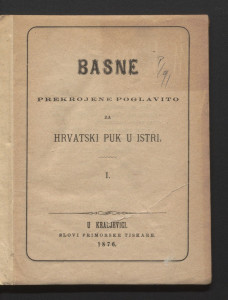 BASNE
PREKROJENE POGLAVITO
ZA
HRVATSKI PUK U ISTRI.
I.
U KRALJEVICI.
SLOVI PRIMORSKE TISKARE.
1876.